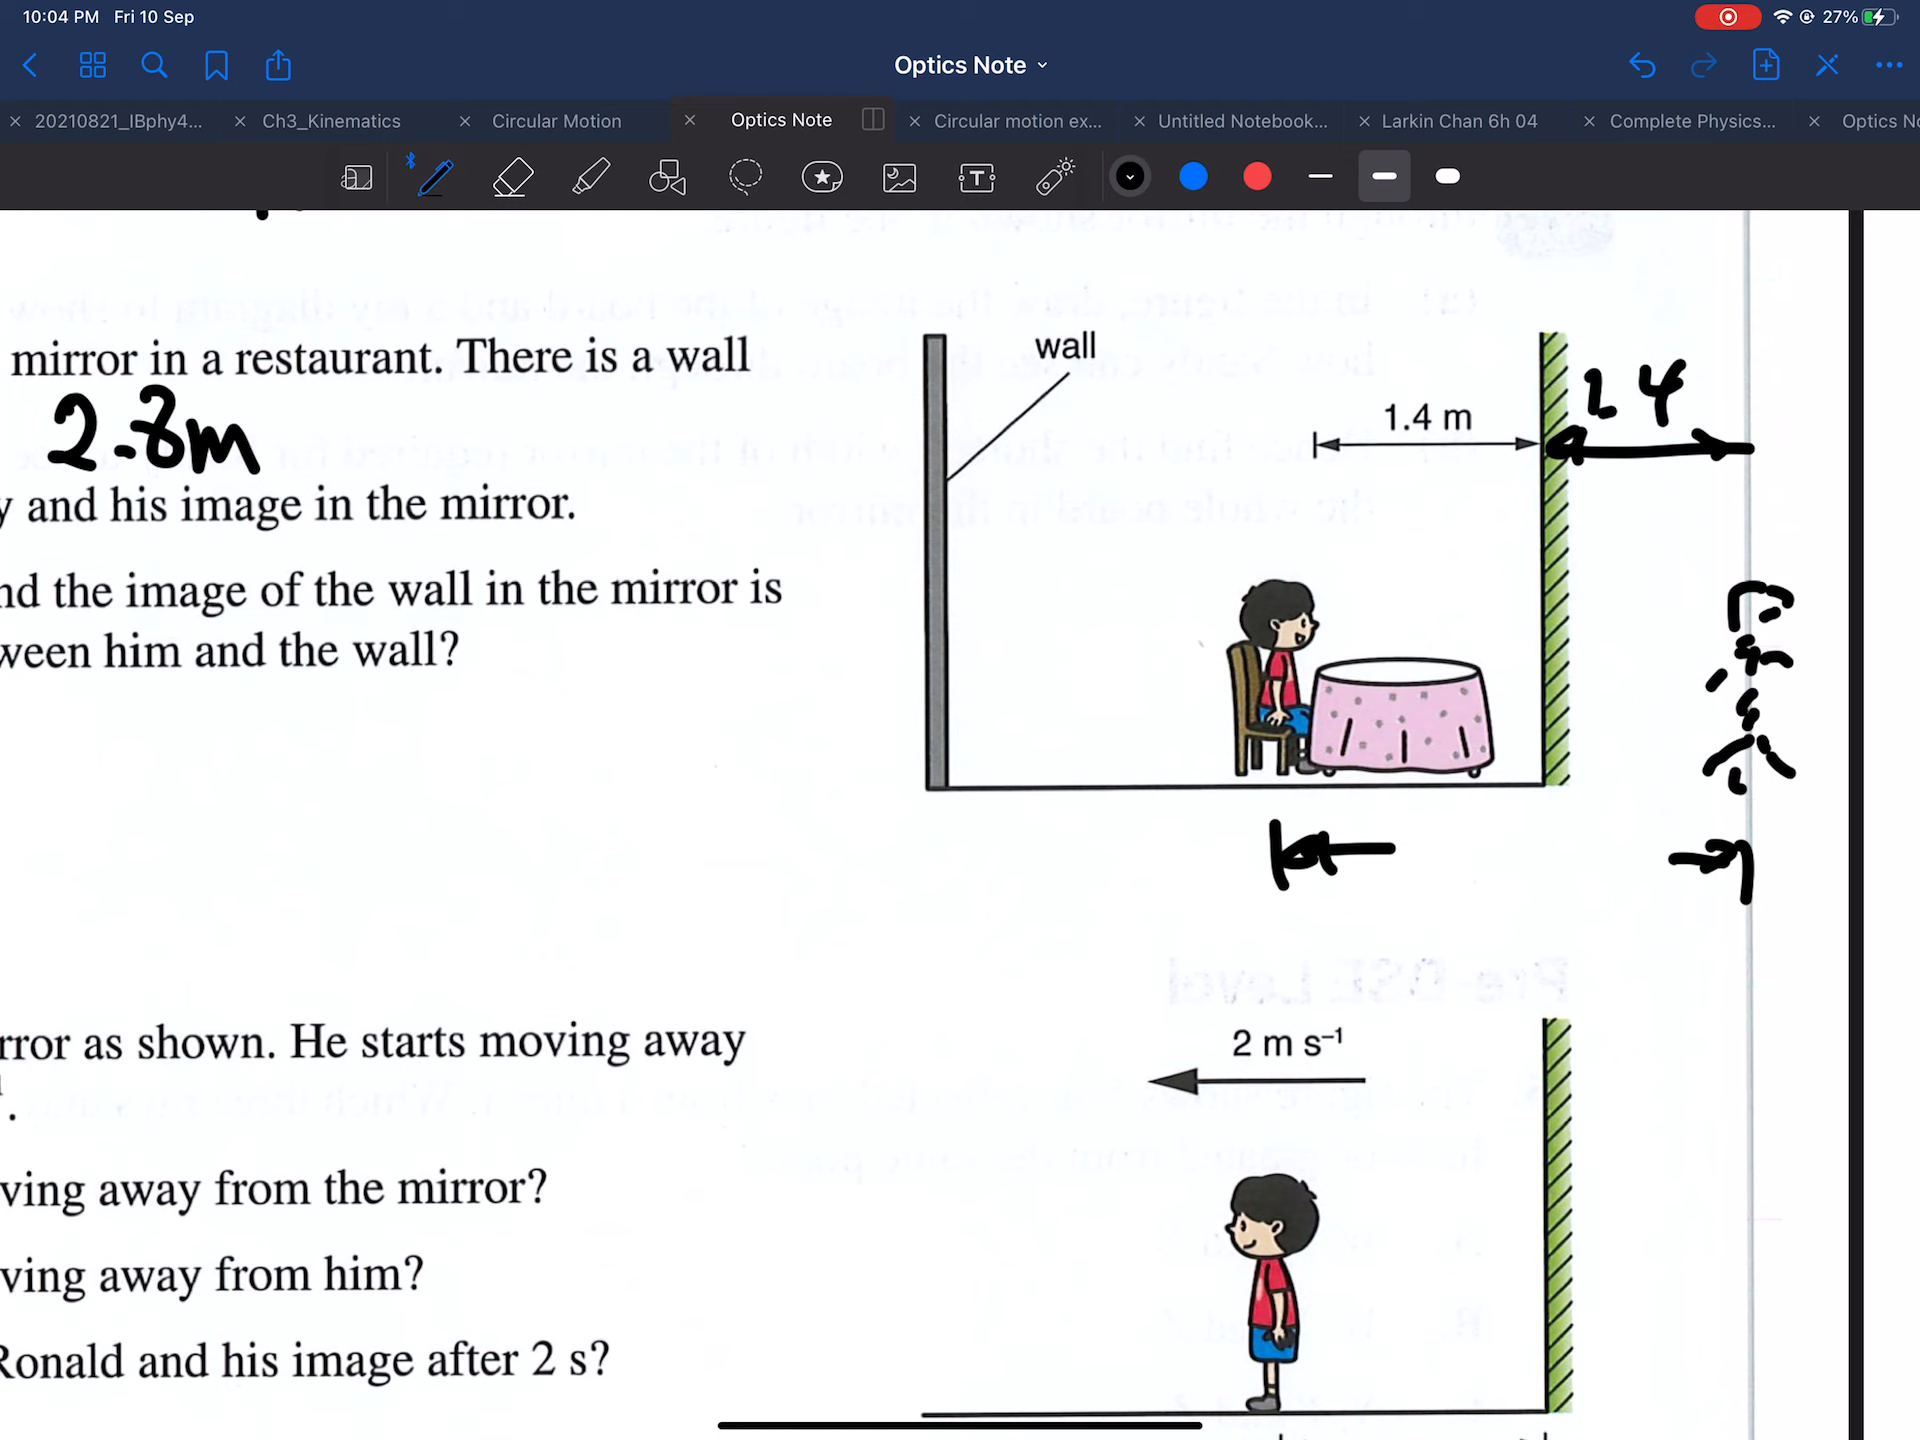 10:04 PM Fri 10 Sep
27%
Optics Note
20210821_IBphy4...
Ch3_Kinematics
Circular Motion
Optics Note
Circular motion ex...
Untitled Notebook...
Larkin Chan 6h 04
Complete Physics...
Optics No
mirror in a restaurant. There is a wall
2.8m
y and his image in the mirror.
nd the image of the wall in the mirror is
ween him and the wall?
wall
1.4 m
rror as shown. He starts moving away
ving away from the mirror?
ving away from him?
Ronald and his image after 2 s?
2 m s⁻¹